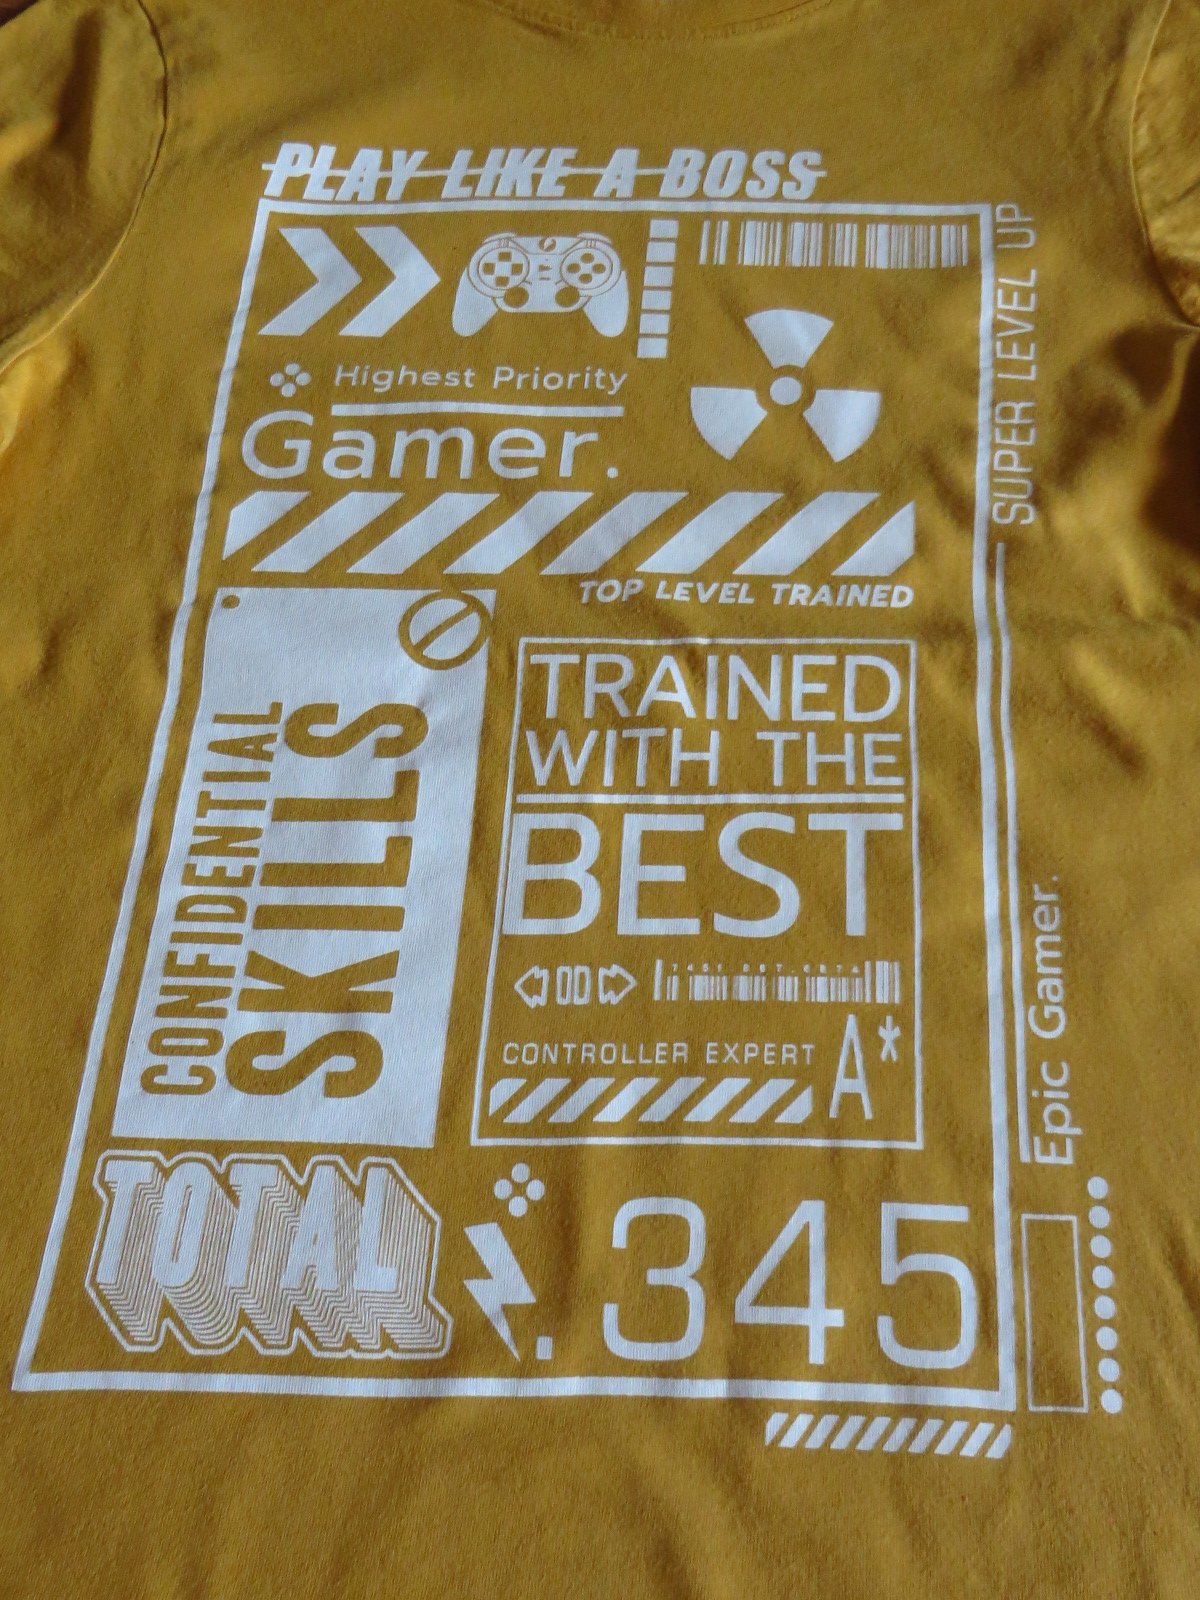 PLAY LIKE A BOSS
SUPER LEVEL UP
Highest Priority
Gamer.
TOP LEVEL TRAINED
CONFIDENTIAL
SKILLS
TRAINED
WITH THE
BEST
CONTROLLER EXPERT
A*
Epic Gamer.
TOTAL
.345